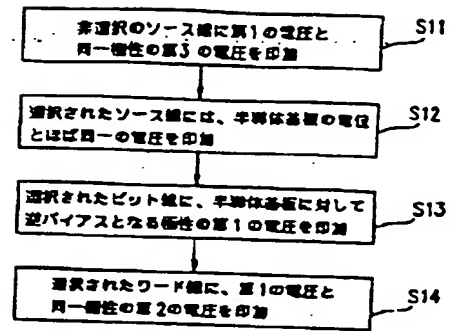 非選択のソース線に第1の電圧と
同一極性の第3の電圧を印加
S11
選択されたソース線には、半導体基板の電位
とほぼ同一の電圧を印加
S12
選択されたビット線に、半導体基板に対して
逆バイアスとなる極性の第1の電圧を印加
S13
選択されたワード線に、第1の電圧と
同一極性の第2の電圧を印加
S14